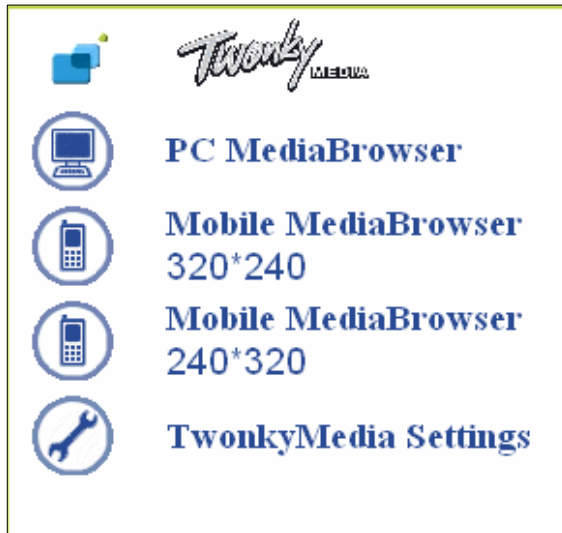 Twonky
MEDIA
PC MediaBrowser
Mobile MediaBrowser
320*240
Mobile MediaBrowser
240*320
TwonkyMedia Settings